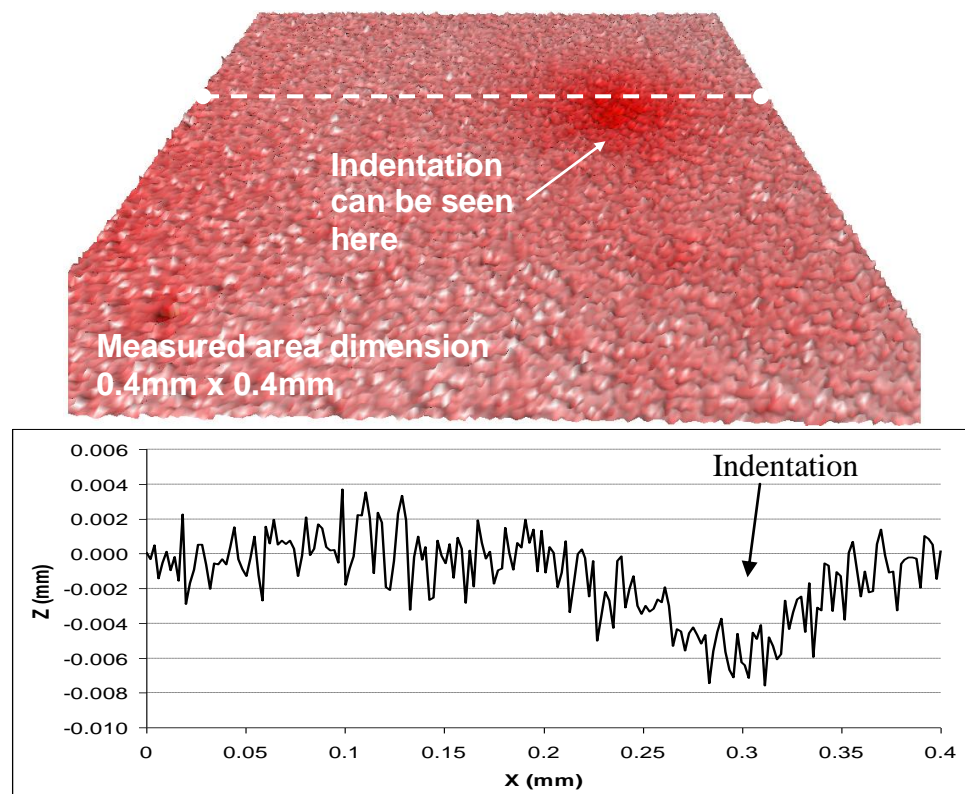 Indentation
can be seen
here
Measured area dimension
0.4mm x 0.4mm
0.006
0.004
0.002
0.000
-0.002
-0.004
-0.006
-0.008
-0.010
Z (mm)
Indentation
0 0.05 0.1 0.15 0.2 0.25 0.3 0.35 0.4
X (mm)